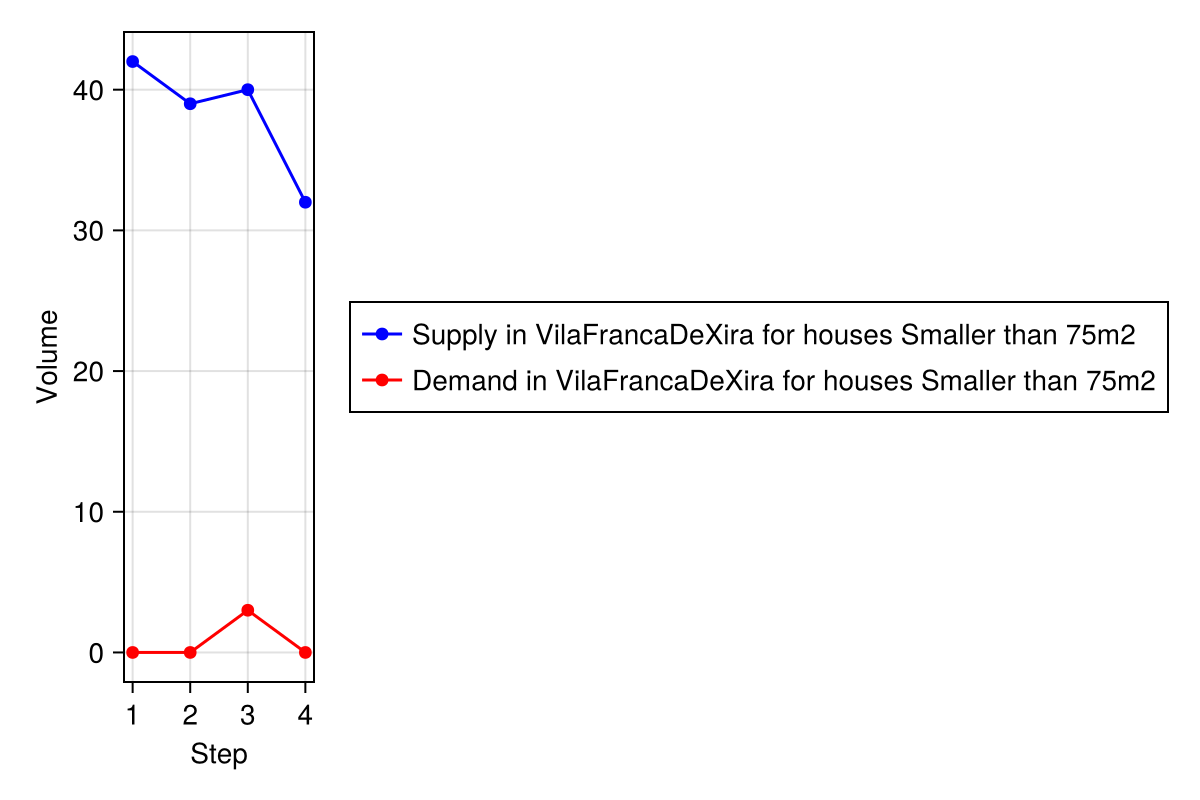 40
30
20
10
0
Volume
1 2 3 4
Step
Supply in VilaFrancaDeXira for houses Smaller than 75m2
Demand in VilaFrancaDeXira for houses Smaller than 75m2